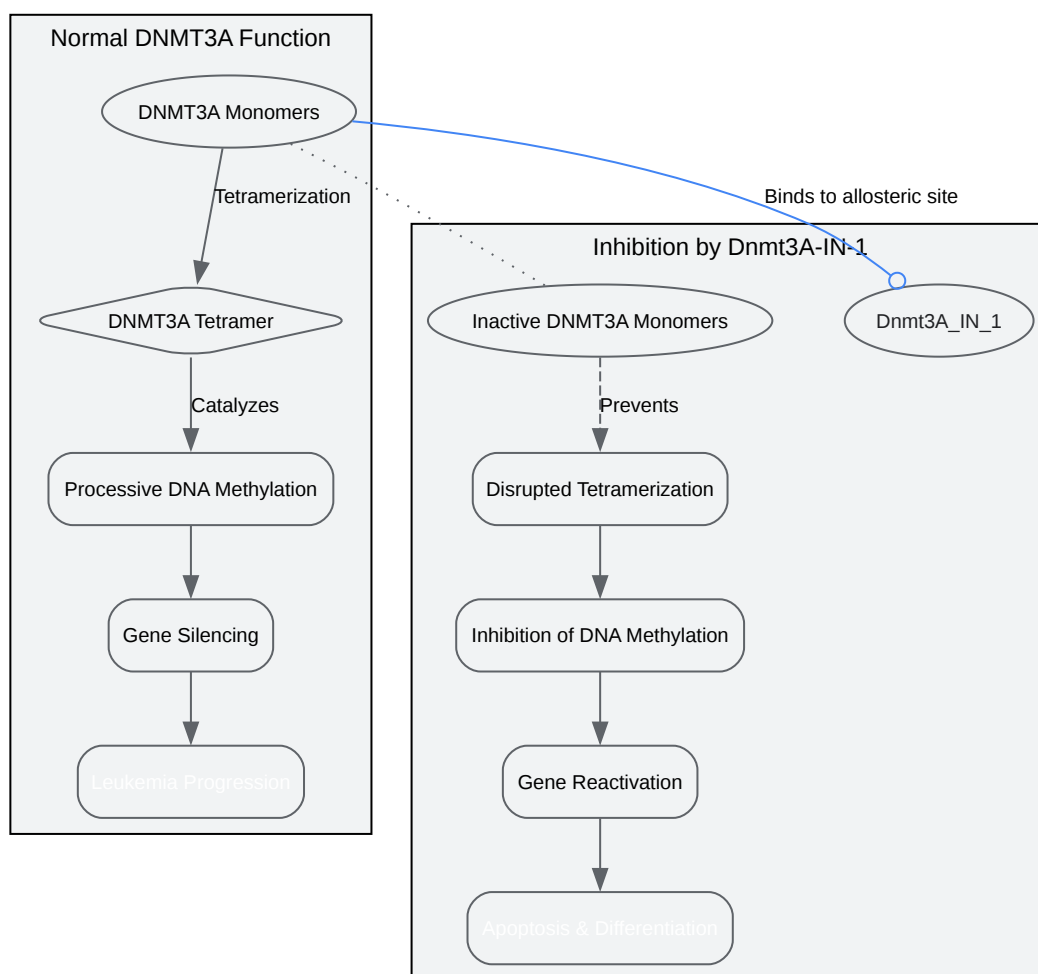 Normal DNMT3A Function
DNMT3A Monomers
Tetramerization
DNMT3A Tetramer
Catalyzes
Processive DNA Methylation
Gene Silencing
Leukemia Progression
Binds to allosteric site
Inhibition by Dnmt3A-IN-1
Inactive DNMT3A Monomers
Dnmt3A_IN_1
Prevents
Disrupted Tetramerization
Inhibition of DNA Methylation
Gene Reactivation
Apoptosis & Differentiation